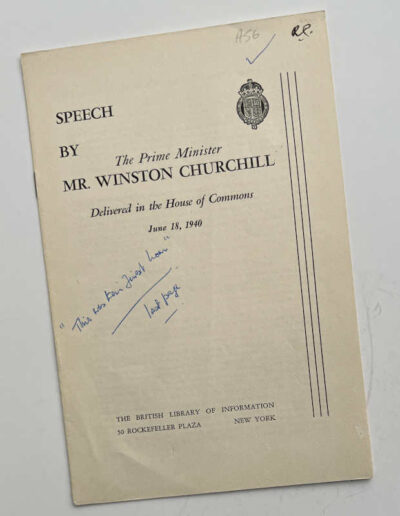 A56
SPEECH
BY
The Prime Minister
MR. WINSTON CHURCHILL
Delivered in the House of Commons
June 18, 1940
"This was their finest hour"
last page
THE BRITISH LIBRARY OF INFORMATION
50 ROCKEFELLER PLAZA NEW YORK